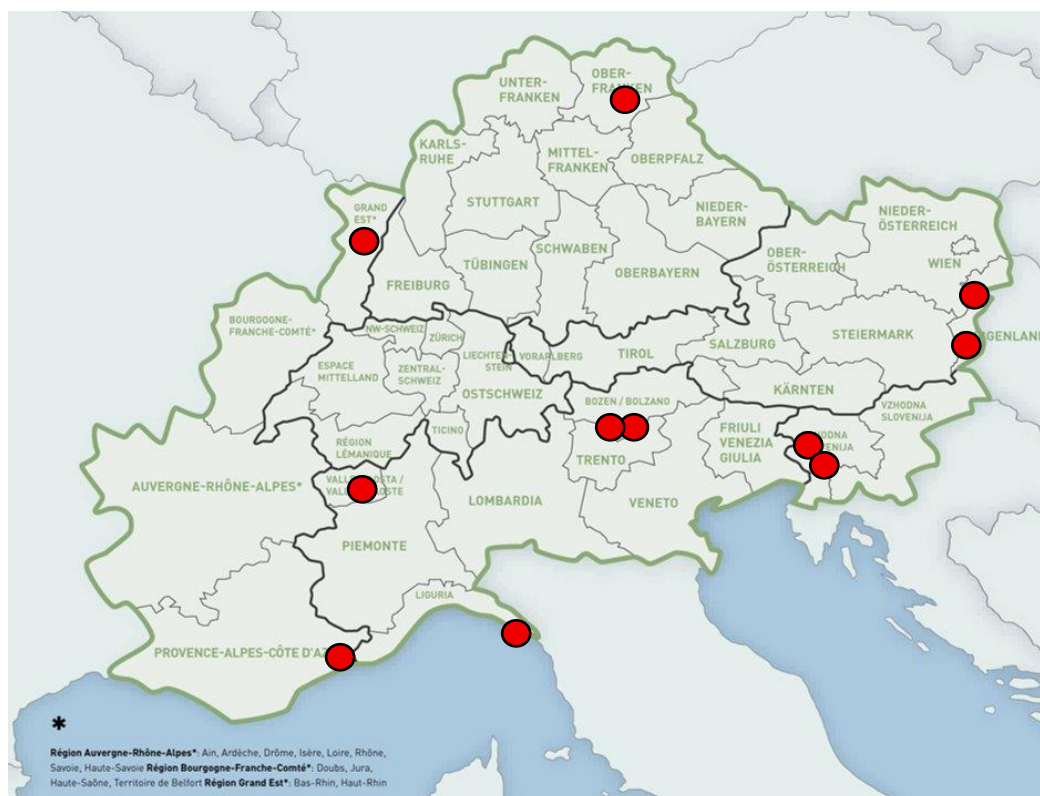 UNTER-
FRANKEN
OBER-
FRANKEN
KARLS-
RUHE
MITTEL-
FRANKEN
OBERPFALZ
GRAND
EST*
STUTTGART
NIEDER-
BAYERN
NIEDER-
ÖSTERREICH
SCHWABEN
OBER-
ÖSTERREICH
WIEN
TÜBINGEN
OBERBAYERN
FREIBURG
BOURGOGNE-
FRANCHE-COMTÉ*
NW-SCHWEIZ
ZÜRICH
STEIERMARK
SALZBURG
LIECHTEN-
STEIN
VORARLBERG
TIROL
ESPACE
MITTELLAND
ZENTRAL-
SCHWEIZ
OSTSCHWEIZ
KÄRNTEN
BOZEN / BOLZANO
VZHODNA
SLOVENIJA
TICINO
RÉGION
LÉMANIQUE
FRIULI
VENEZIA
GIULIA
TRENTO
AUVERGNE-RHÔNE-ALPES*
LOMBARDIA
VENETO
PIEMONTE
LIGURIA
PROVENCE-ALPES-CÔTE D'AZ
*
Région Auvergne-Rhône-Alpes*: Ain, Ardèche, Drôme, Isère, Loire, Rhône,
Savoie, Haute-Savoie Région Bourgogne-Franche-Comté*: Doubs, Jura,
Haute-Saône, Territoire de Belfort Région Grand Est*: Bas-Rhin, Haut-Rhin